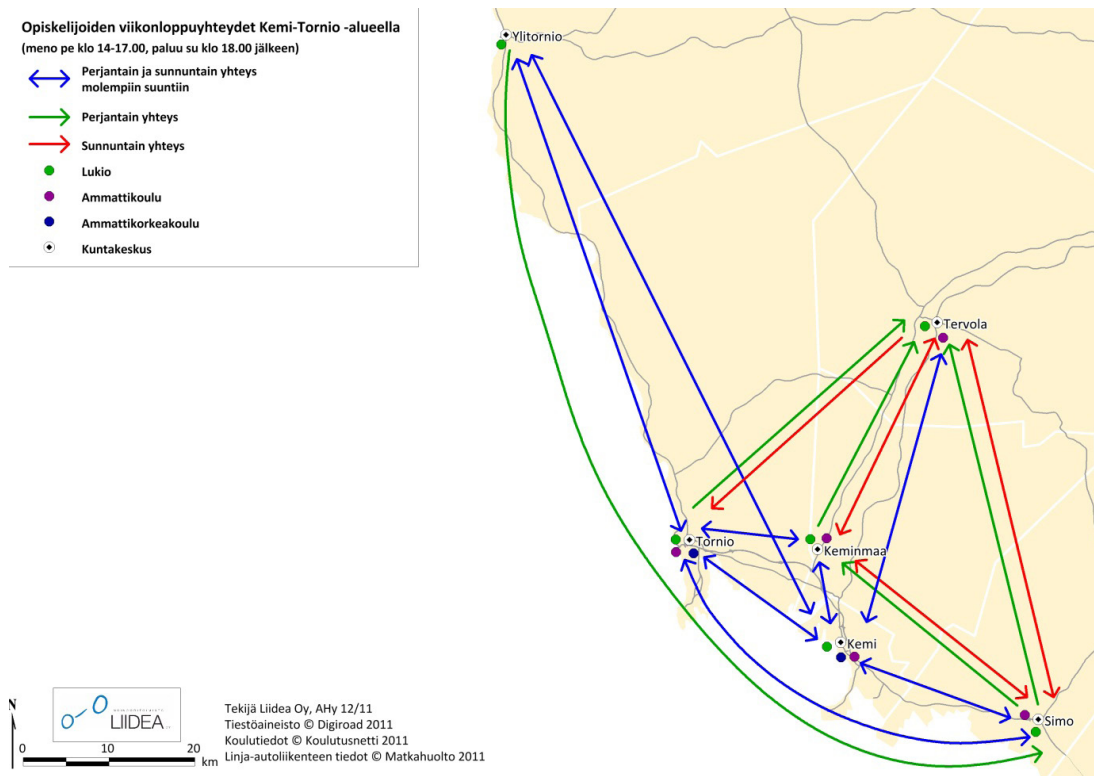 Opiskelijoiden viikonloppuyhteydet Kemi-Tornio -alueella
(meno pe klo 14-17.00, paluu su klo 18.00 jälkeen)
Perjantain ja sunnuntain yhteys
molempiin suuntiin
Perjantain yhteys
Sunnuntain yhteys
Lukio
Ammattikoulu
Ammattikorkeakoulu
Kuntakeskus
Ylitornio
Tervola
Tornio
Keminmaa
Kemi
Simo
N
LIIDEA
0 10 20
km
Tekijä Liidea Oy, AHy 12/11
Tiestöaineisto © Digiroad 2011
Koulutiedot © Koulutusnetti 2011
Linja-autoliikenteen tiedot © Matkahuolto 2011